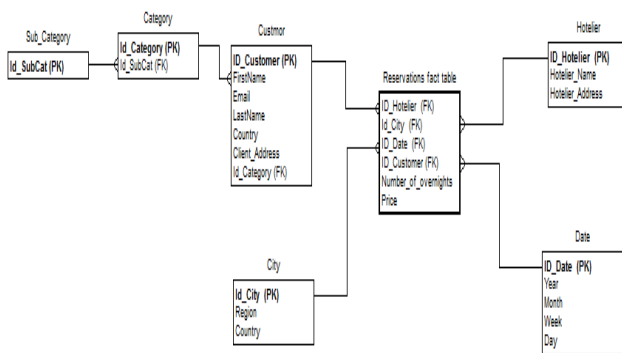 Sub_Category
Id_SubCat (PK)
Category
Id_Category (PK)
Id_SubCat (FK)
Custmor
ID_Customer (PK)
FirstName
Email
LastName
Country
Client_Address
Id_Category (FK)
Reservations fact table
ID_Hotelier (FK)
Id_City (FK)
ID_Date (FK)
ID_Customer (FK)
Number_of_overnights
Price
Hotelier
ID_Hotelier (PK)
Hotelier_Name
Hotelier_Address
City
Id_City (PK)
Region
Country
Date
ID_Date (PK)
Year
Month
Week
Day